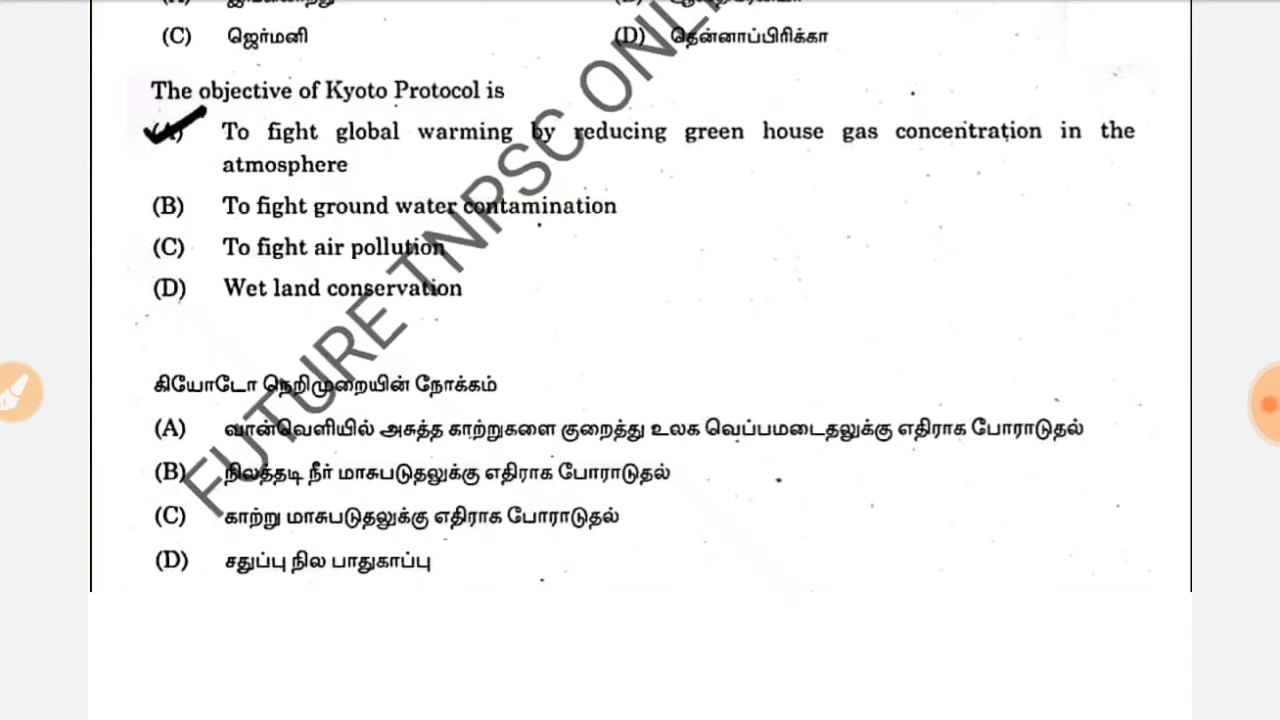 (C) ஜெர்மனி (D) தென்னாப்பிரிக்கா
The objective of Kyoto Protocol is
(A) To fight global warming by reducing green house gas concentration in the
atmosphere
(B) To fight ground water contamination
(C) To fight air pollution
(D) Wet land conservation
கியோடோ நெறிமுறையின் நோக்கம்
(A) வான்வெளியில் அசுத்த காற்றுகளை குறைத்து உலக வெப்பமடைதலுக்கு எதிராக போராடுதல்
(B) நிலத்தடி நீர் மாசுபடுதலுக்கு எதிராக போராடுதல்
(C) காற்று மாசுபடுதலுக்கு எதிராக போராடுதல்
(D) சதுப்பு நில பாதுகாப்பு
FUTURE TNPSC